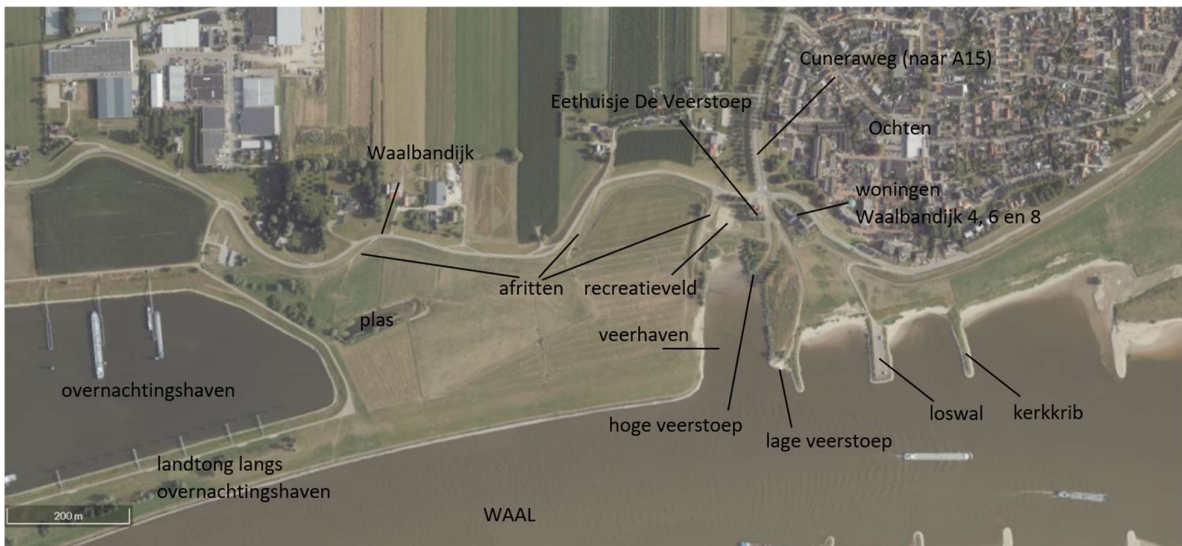 Cuneraweg (naar A15)
Eethuisje De Veerstoep
Ochten
Waalbandijk
woningen
Waalbandijk 4, 6 en 8
afritten
recreatieveld
plas
veerhaven
overnachtingshaven
loswal
kerkkrib
hoge veerstoep
lage veerstoep
landtong langs
overnachtingshaven
200 m
WAAL